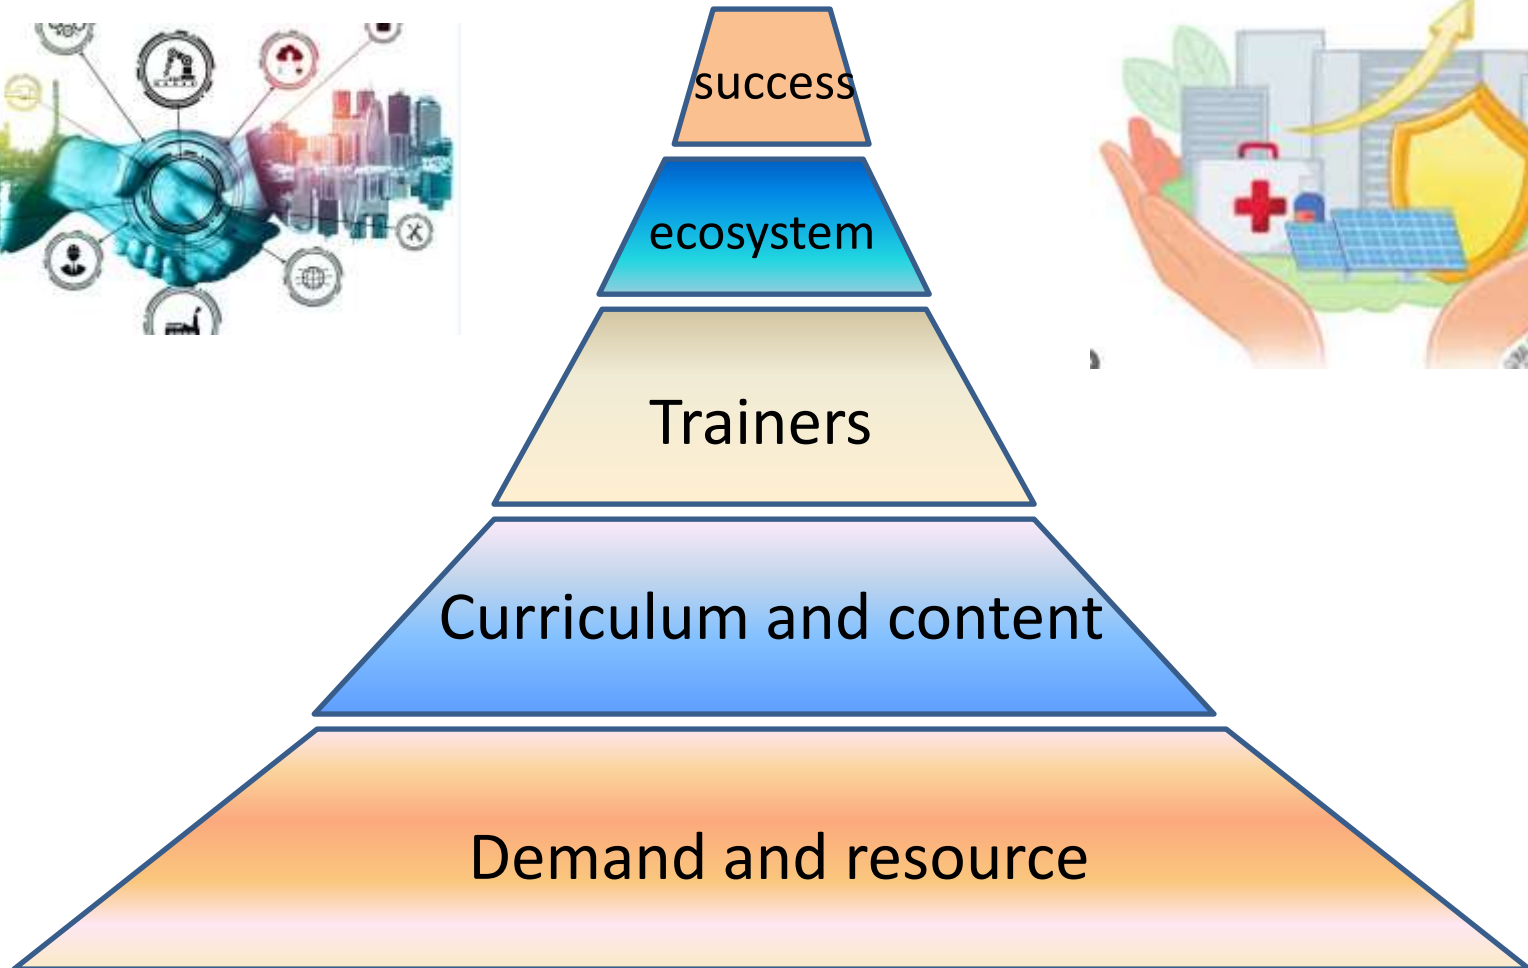 success
ecosystem
Trainers
Curriculum and content
Demand and resource